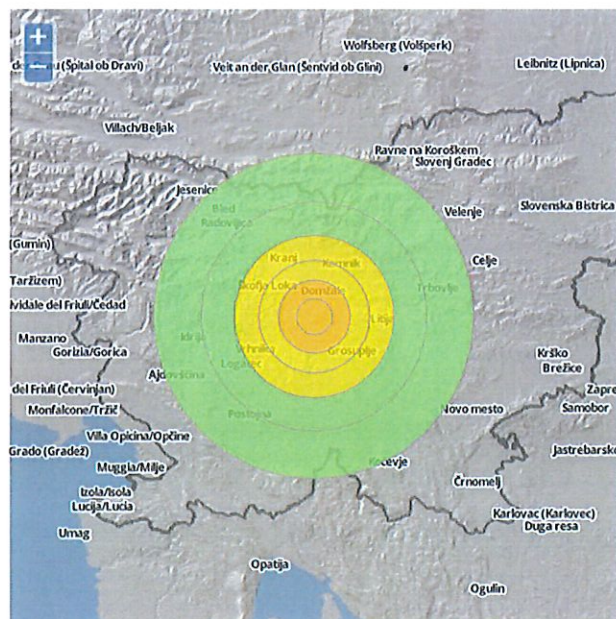 +
Wolfsberg (Volšperk)
(Špital ob Dravi)
Veit an der Glan (Šentvid ob Glini)
Leibnitz (Lipnica)
−
Villach/Beljak
Ravne na Koroškem
Slovenj Gradec
Jesenice
Bled
Radovljica
Velenje
Slovenska Bistrica
(Gumin)
Kranj
Kamnik
Celje
Taržizem)
Škofja Loka
Domžale
Trbovlje
ividale del Friuli/Čedad
Litija
Manzano
Idrija
Vrhnika
Grosuplje
Gorizia/Gorica
Logatec
Krško
Brežice
Ajdovščina
del Friuli (Červinjan)
Zapre
Monfalcone/Tržič
Postojna
Novo mesto
Samobor
Villa Opicina/Opčine
Grado (Gradež)
Jastrebarsko
Muggia/Milje
Kočevje
Črnomelj
Izola/Isola
Lucija/Lucia
Karlovac (Karlovec)
Duga resa
Umag
Opatija
Ogulin